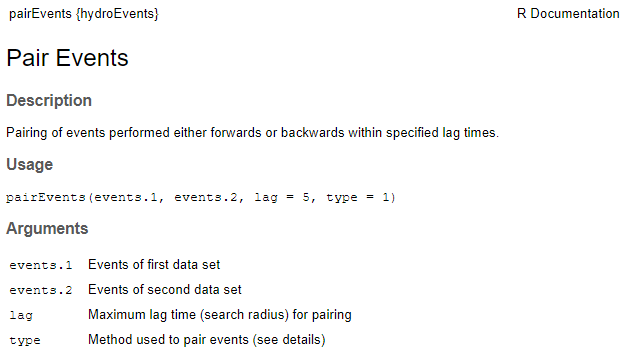 pairEvents {hydroEvents} R Documentation
Pair Events
Description
Pairing of events performed either forwards or backwards within specified lag times.
Usage
pairEvents(events.1, events.2, lag = 5, type = 1)
Arguments
events.1 Events of first data set
events.2 Events of second data set
lag Maximum lag time (search radius) for pairing
type Method used to pair events (see details)